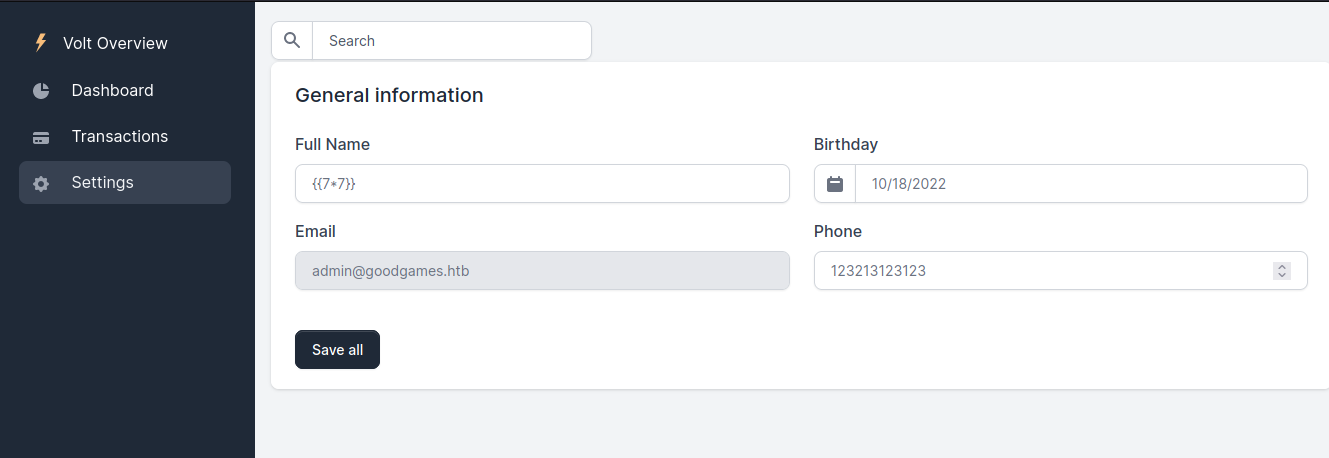 Volt Overview
Dashboard
Transactions
Settings
Search
General information
Full Name
Birthday
{{7*7}}
10/18/2022
Email
Phone
admin@goodgames.htb
123213123123
Save all